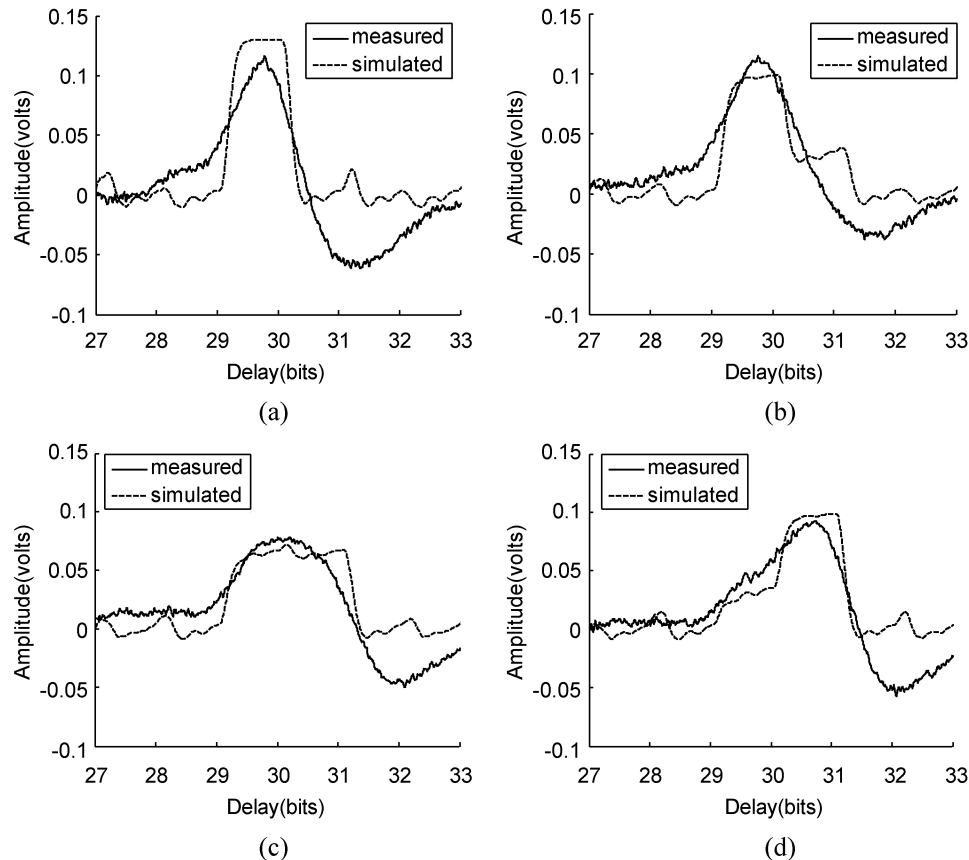 0.15
0.1
0.05
0
-0.05
-0.1
27 28 29 30 31 32 33
Amplitude(volts)
Delay(bits)
measured
simulated
(a)
0.15
0.1
0.05
0
-0.05
-0.1
27 28 29 30 31 32 33
Amplitude(volts)
Delay(bits)
measured
simulated
(b)
0.15
0.1
0.05
0
-0.05
-0.1
27 28 29 30 31 32 33
Amplitude(volts)
Delay(bits)
measured
simulated
(c)
0.15
0.1
0.05
0
-0.05
-0.1
27 28 29 30 31 32 33
Amplitude(volts)
Delay(bits)
measured
simulated
(d)